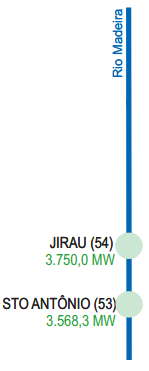 Rio Madeira
JIRAU (54)
3.750,0 MW
STO ANTÔNIO (53)
3.568,3 MW